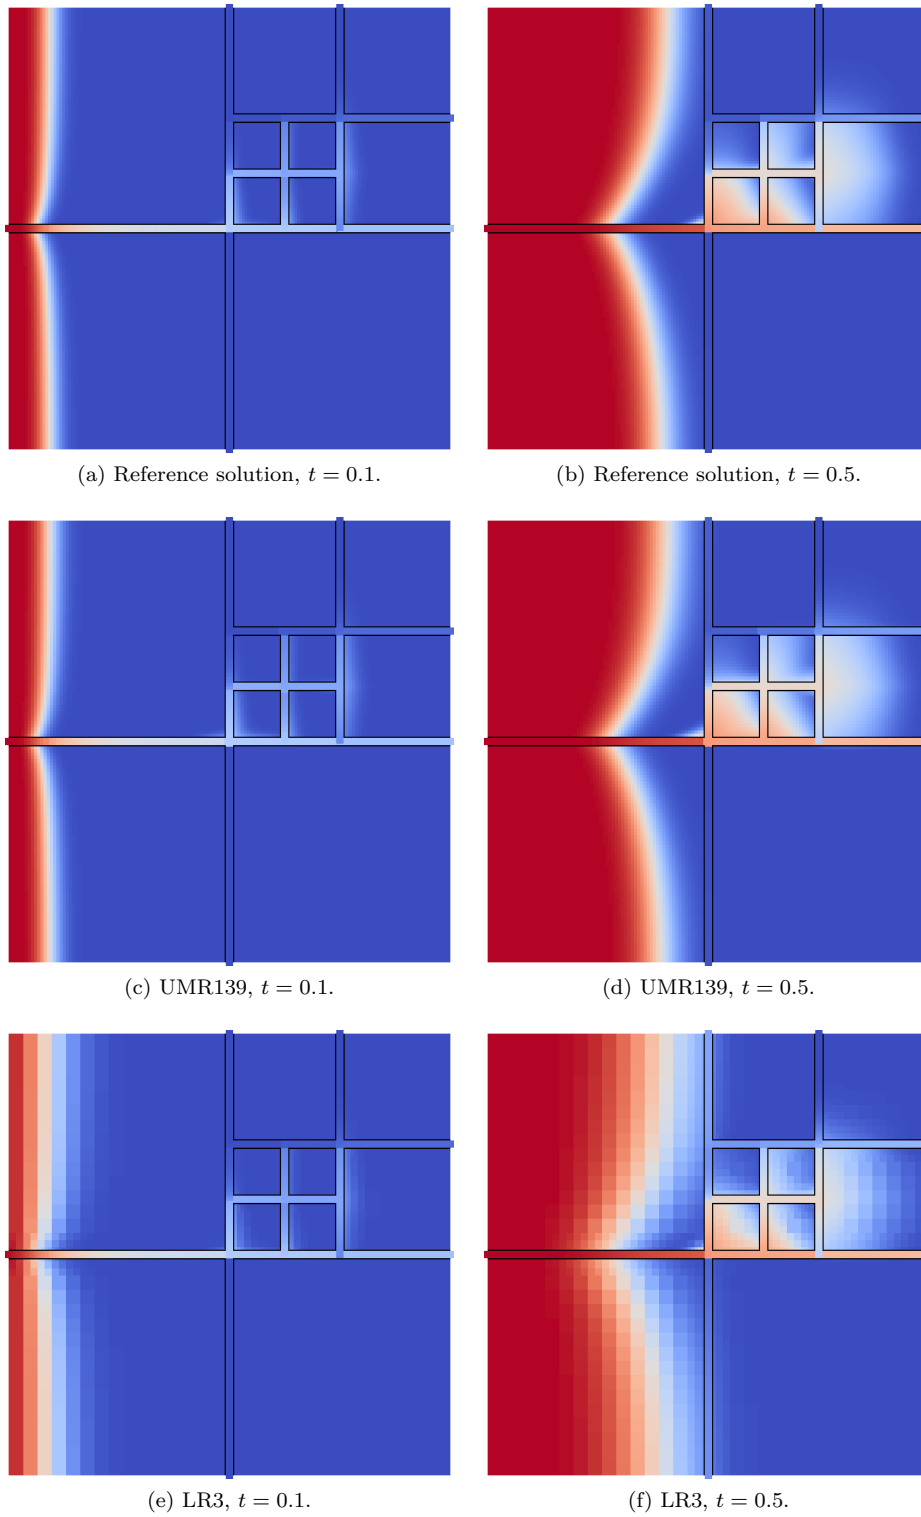 (a) Reference solution, t = 0.1.
(b) Reference solution, t = 0.5.
(c) UMR139, t = 0.1.
(d) UMR139, t = 0.5.
(e) LR3, t = 0.1.
(f) LR3, t = 0.5.